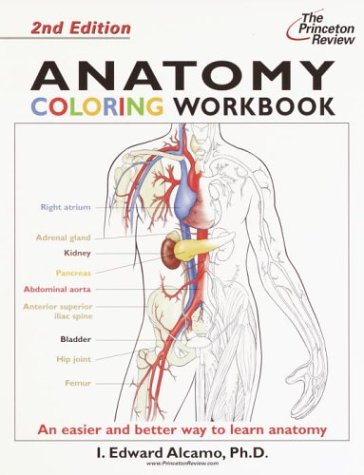 2nd Edition
The
Princeton
Review
ANATOMY
COLORING WORKBOOK
Right atrium
Adrenal gland
Kidney
Pancreas
Abdominal aorta
Anterior superior
iliac spine
Bladder
Hip joint
Femur
An easier and better way to learn anatomy
I. Edward Alcamo, Ph.D.
www.PrincetonReview.com